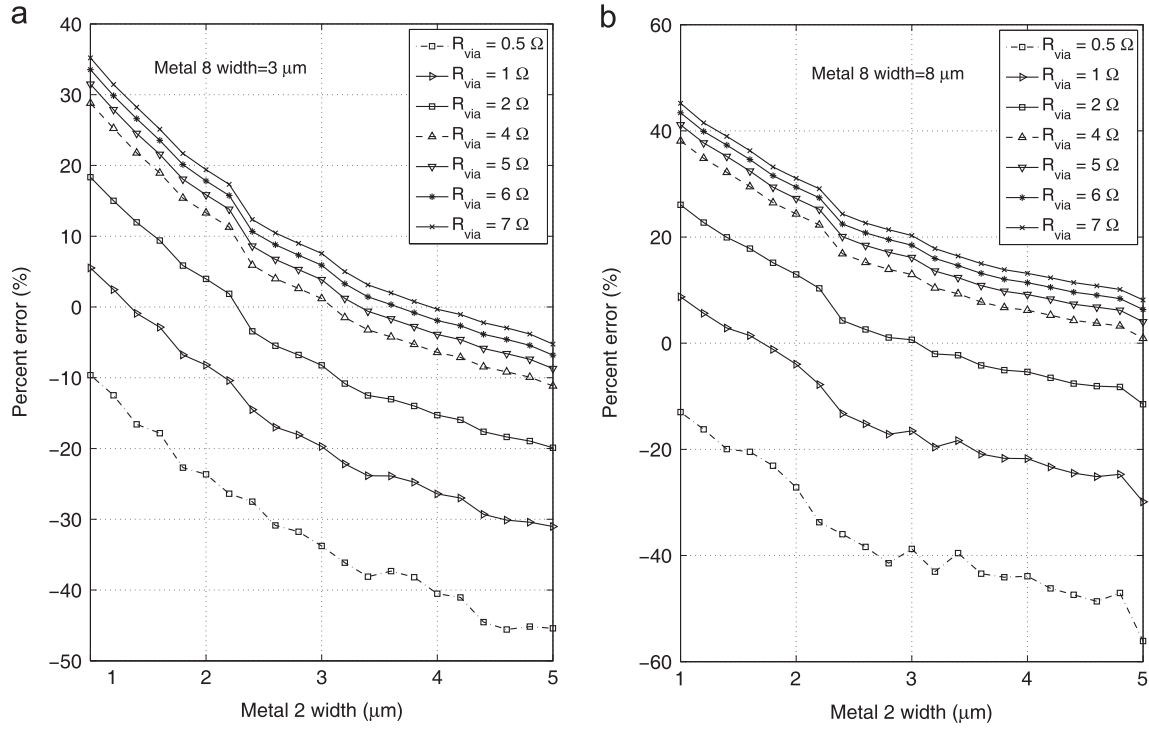 a
40
30
20
10
0
−10
−20
−30
−40
−50
Percent error (%)
Metal 8 width=3 μm
R_via = 0.5 Ω
R_via = 1 Ω
R_via = 2 Ω
R_via = 4 Ω
R_via = 5 Ω
R_via = 6 Ω
R_via = 7 Ω
1 2 3 4 5
Metal 2 width (μm)
b
60
40
20
0
−20
−40
−60
Percent error (%)
Metal 8 width=8 μm
R_via = 0.5 Ω
R_via = 1 Ω
R_via = 2 Ω
R_via = 4 Ω
R_via = 5 Ω
R_via = 6 Ω
R_via = 7 Ω
1 2 3 4 5
Metal 2 width (μm)